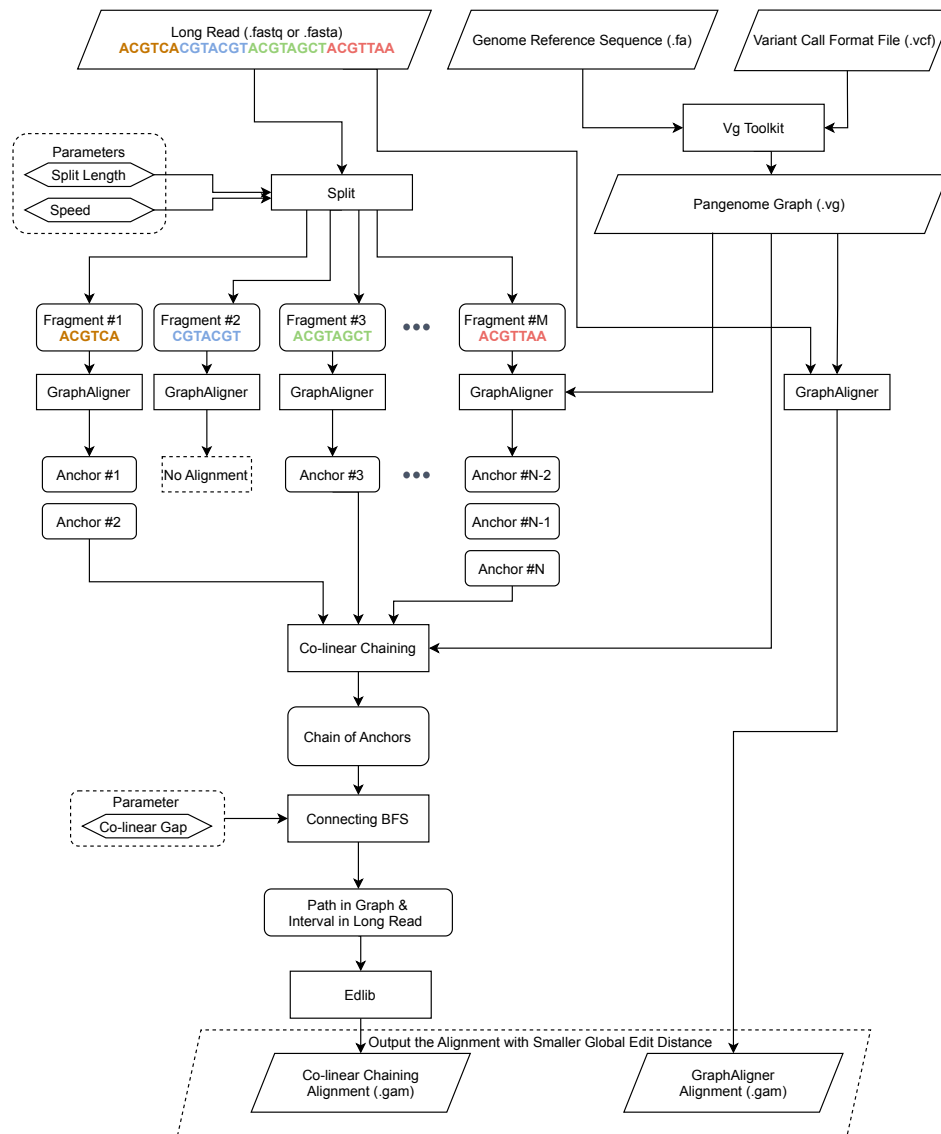 Long Read (.fastq or .fasta)
ACGTCACGTACGTACGTAGCTACGTTAA
Genome Reference Sequence (.fa)
Variant Call Format File (.vcf)
Vg Toolkit
Parameters
Split Length
Speed
Split
Pangenome Graph (.vg)
Fragment #1
ACGTCA
Fragment #2
CGTACGT
Fragment #3
ACGTAGCT
•••
Fragment #M
ACGTTAA
GraphAligner
GraphAligner
GraphAligner
GraphAligner
GraphAligner
Anchor #1
No Alignment
Anchor #3
•••
Anchor #N-2
Anchor #2
Anchor #N-1
Anchor #N
Co-linear Chaining
Chain of Anchors
Parameter
Co-linear Gap
Connecting BFS
Path in Graph &
Interval in Long Read
Edlib
Output the Alignment with Smaller Global Edit Distance
Co-linear Chaining
Alignment (.gam)
GraphAligner
Alignment (.gam)